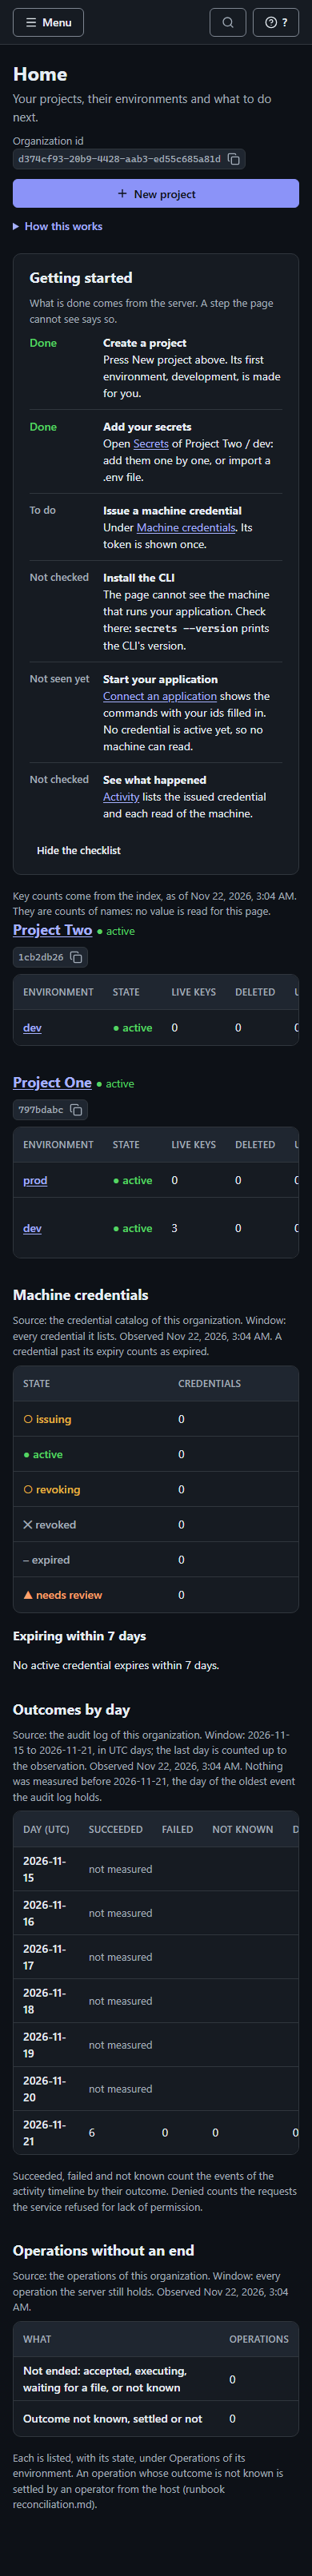 Menu
?
Home
Your projects, their environments and what to do
next.
Organization id
d374cf93-20b9-4428-aab3-ed55c685a81d
+ New project
How this works
Getting started
What is done comes from the server. A step the page
cannot see says so.
Done
Create a project
Press New project above. Its first
environment, development, is made
for you.
Done
Add your secrets
Open Secrets of Project Two / dev:
add them one by one, or import a
.env file.
To do
Issue a machine credential
Under Machine credentials. Its
token is shown once.
Not checked
Install the CLI
The page cannot see the machine
that runs your application. Check
there: secrets --version prints
the CLI's version.
Not seen yet
Start your application
Connect an application shows the
commands with your ids filled in.
No credential is active yet, so no
machine can read.
Not checked
See what happened
Activity lists the issued credential
and each read of the machine.
Hide the checklist
Key counts come from the index, as of Nov 22, 2026, 3:04 AM.
They are counts of names: no value is read for this page.
Project Two ● active
1cb2db26
ENVIRONMENT STATE LIVE KEYS DELETED
dev ● active 0 0
Project One ● active
797bdabc
ENVIRONMENT STATE LIVE KEYS DELETED
prod ● active 0 0
dev ● active 3 0
Machine credentials
Source: the credential catalog of this organization. Window:
every credential it lists. Observed Nov 22, 2026, 3:04 AM. A
credential past its expiry counts as expired.
STATE CREDENTIALS
issuing 0
● active 0
revoking 0
revoked 0
– expired 0
▲ needs review 0
Expiring within 7 days
No active credential expires within 7 days.
Outcomes by day
Source: the audit log of this organization. Window: 2026-11-
15 to 2026-11-21, in UTC days; the last day is counted up to
the observation. Observed Nov 22, 2026, 3:04 AM. Nothing
was measured before 2026-11-21, the day of the oldest event
the audit log holds.
DAY (UTC) SUCCEEDED FAILED NOT KNOWN
2026-11-
15
not measured
2026-11-
16
not measured
2026-11-
17
not measured
2026-11-
18
not measured
2026-11-
19
not measured
2026-11-
20
not measured
2026-11-
21
6 0 0
Succeeded, failed and not known count the events of the
activity timeline by their outcome. Denied counts the requests
the service refused for lack of permission.
Operations without an end
Source: the operations of this organization. Window: every
operation the server still holds. Observed Nov 22, 2026, 3:04
AM.
WHAT OPERATIONS
Not ended: accepted, executing,
waiting for a file, or not known
0
Outcome not known, settled or not 0
Each is listed, with its state, under Operations of its
environment. An operation whose outcome is not known is
settled by an operator from the host (runbook
reconciliation.md).